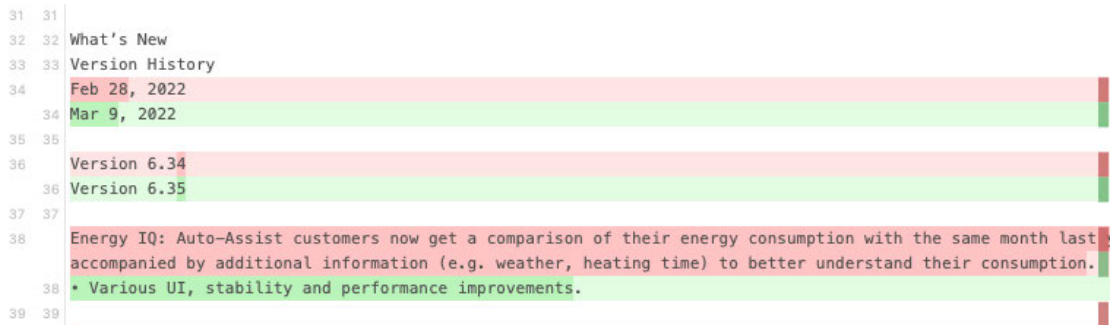 31 31
32 32 What’s New
33 33 Version History
34 Feb 28, 2022
34 Mar 9, 2022
35 35
36 Version 6.34
36 Version 6.35
37 37
38 Energy IQ: Auto-Assist customers now get a comparison of their energy consumption with the same month last
accompanied by additional information (e.g. weather, heating time) to better understand their consumption.
38 • Various UI, stability and performance improvements.
39 39